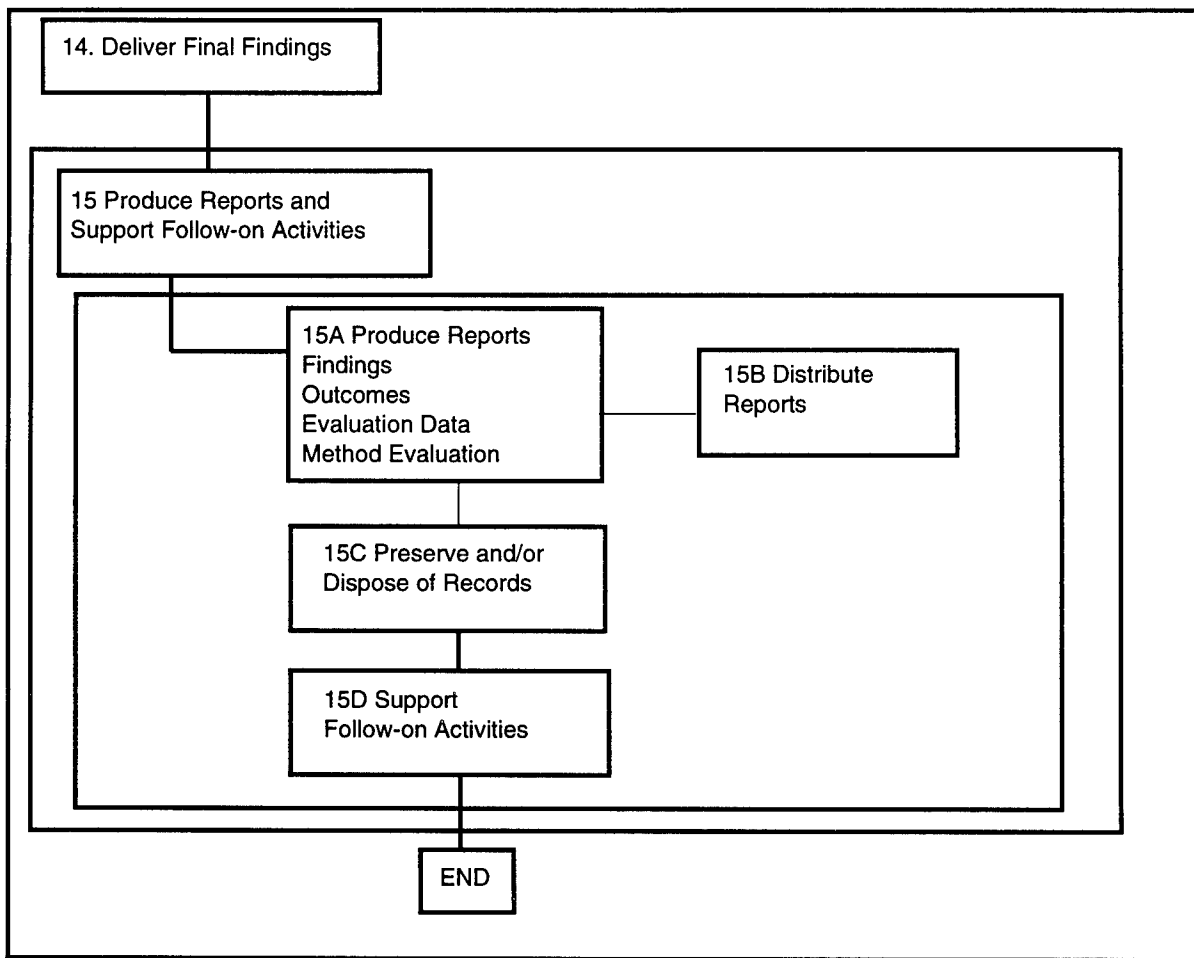 14. Deliver Final Findings
15 Produce Reports and
Support Follow-on Activities
15A Produce Reports
Findings
Outcomes
Evaluation Data
Method Evaluation
15B Distribute
Reports
15C Preserve and/or
Dispose of Records
15D Support
Follow-on Activities
END